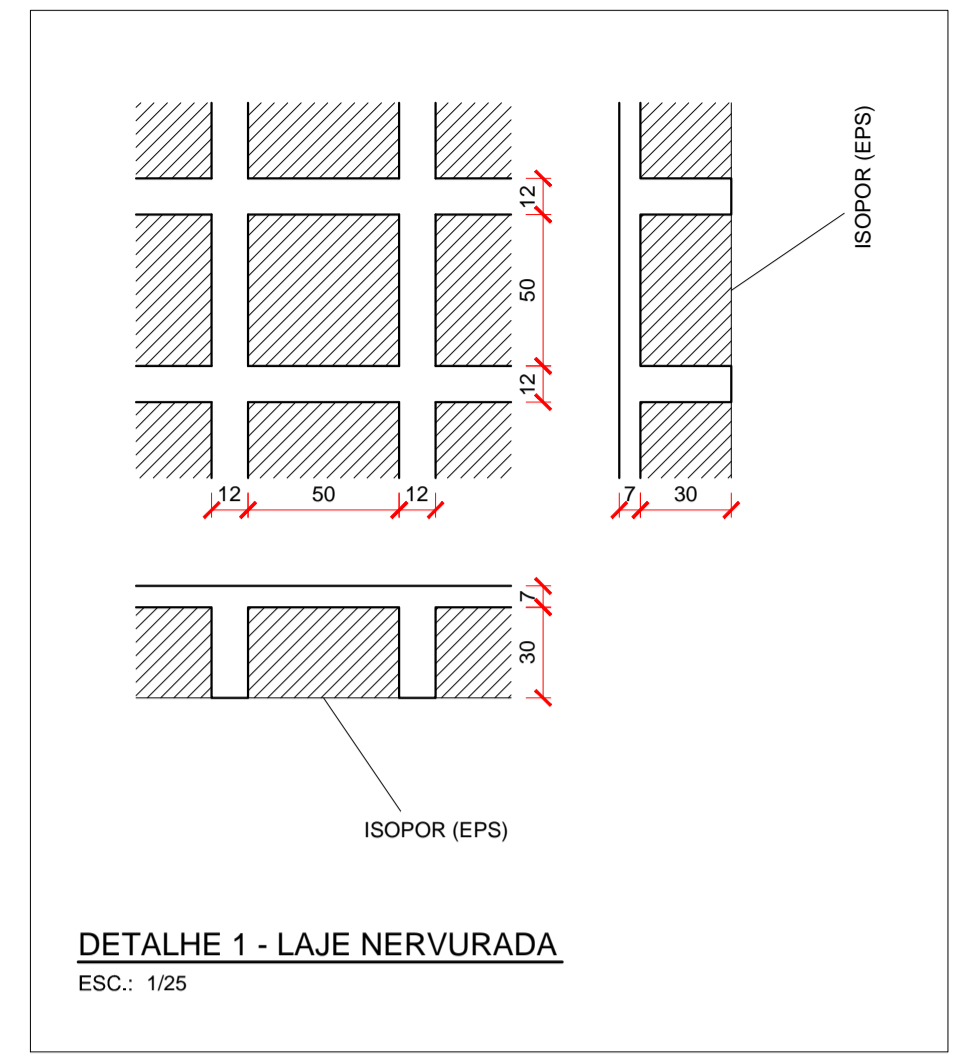 ISOPOR (EPS)
12
50
12
12 50 12
7 30
7
30
ISOPOR (EPS)
DETALHE 1 - LAJE NERVURADA
ESC.: 1/25